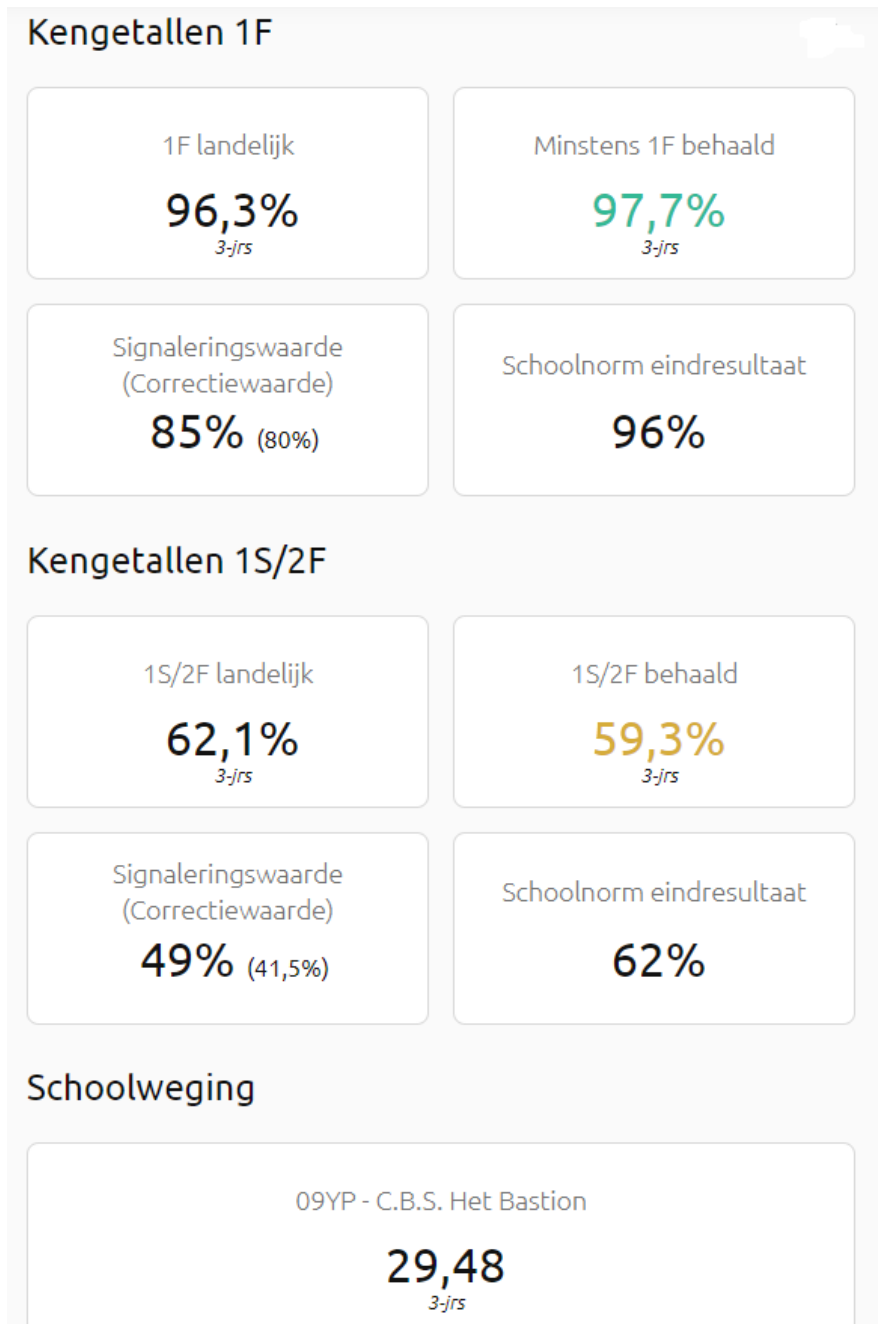 Kengetallen 1F
1F landelijk
96,3%
3-jrs
Minstens 1F behaald
97,7%
3-jrs
Signaleringswaarde
(Correctiewaarde)
85% (80%)
Schoolnorm eindresultaat
96%
Kengetallen 1S/2F
1S/2F landelijk
62,1%
3-jrs
1S/2F behaald
59,3%
3-jrs
Signaleringswaarde
(Correctiewaarde)
49% (41,5%)
Schoolnorm eindresultaat
62%
Schoolweging
09YP - C.B.S. Het Bastion
29,48
3-jrs